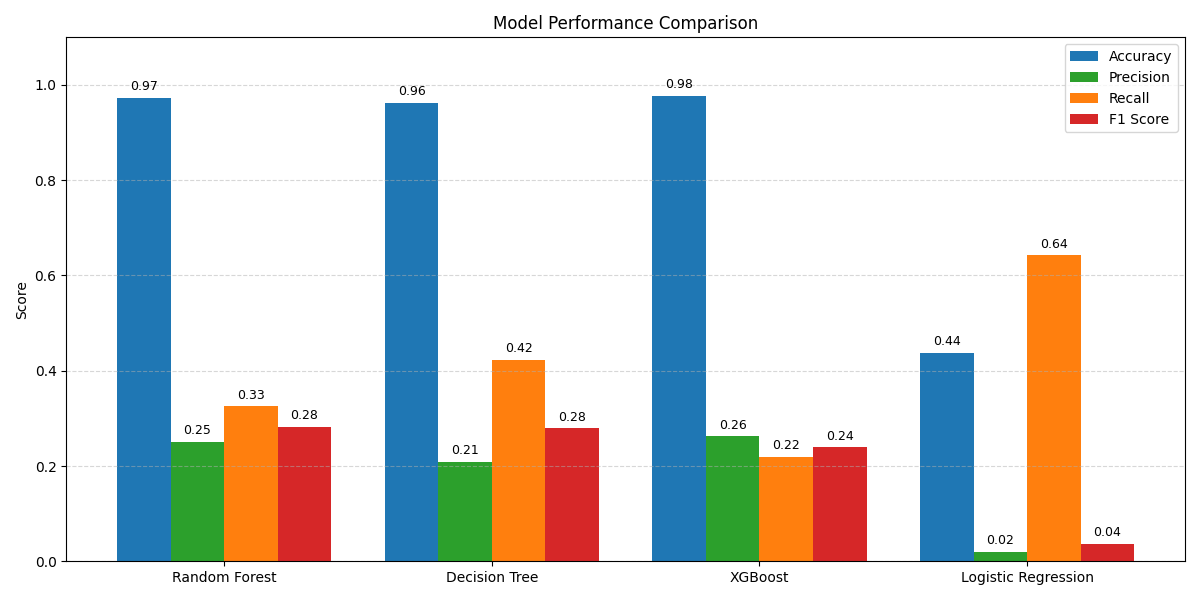 Model Performance Comparison
Accuracy
Precision
Recall
F1 Score
Score
1.0
0.8
0.6
0.4
0.2
0.0
0.97
0.25
0.33
0.28
0.96
0.21
0.42
0.28
0.98
0.26
0.22
0.24
0.44
0.02
0.64
0.04
Random Forest
Decision Tree
XGBoost
Logistic Regression